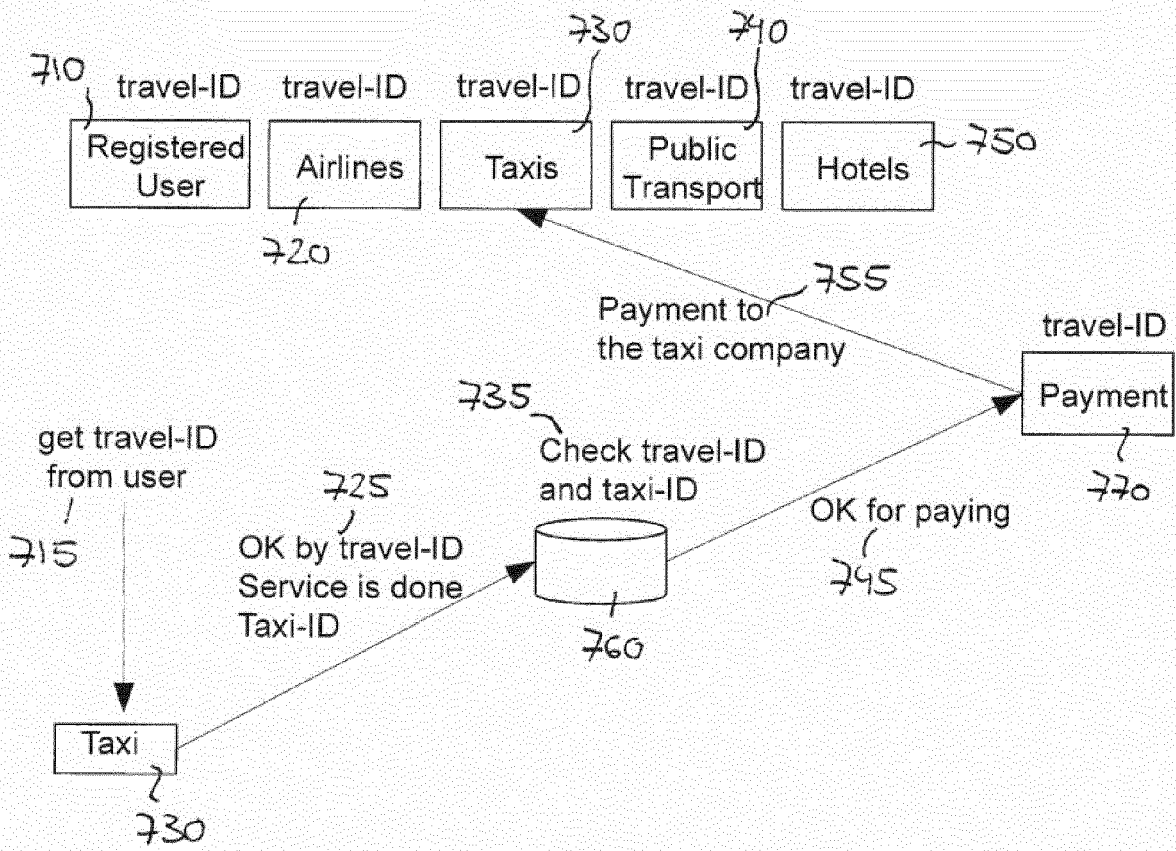 730
740
710
travel-ID travel-ID travel-ID travel-ID travel-ID
Registered
User
Airlines
Taxis
Public
Transport
Hotels
750
720
755
Payment to
the taxi company
travel-ID
Payment
770
735
Check travel-ID
and taxi-ID
get travel-ID
from user
715
725
OK by travel-ID
Service is done
Taxi-ID
OK for paying
745
760
Taxi
730